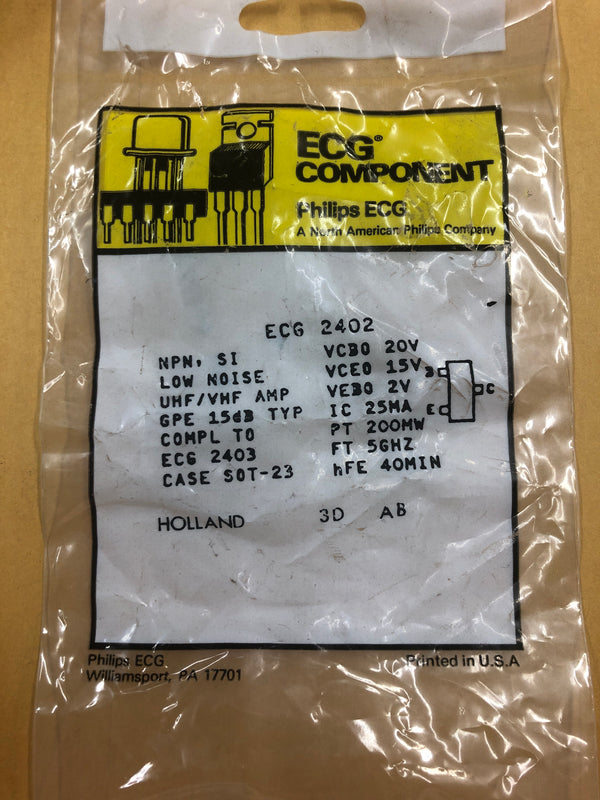 ECG®
COMPONENT
Philips ECG
A North American Philips Company
ECG 2402
NPN, SI
LOW NOISE
UHF/VHF AMP
GPE 15dB TYP
COMPL TO
ECG 2403
CASE SOT-23
VCBO 20V
VCEO 15V
VEBO 2V
IC 25MA
PT 200MW
FT 5GHZ
hFE 40MIN
B
C
E
HOLLAND 3D AB
Philips ECG
Williamsport, PA 17701
Printed in U.S.A